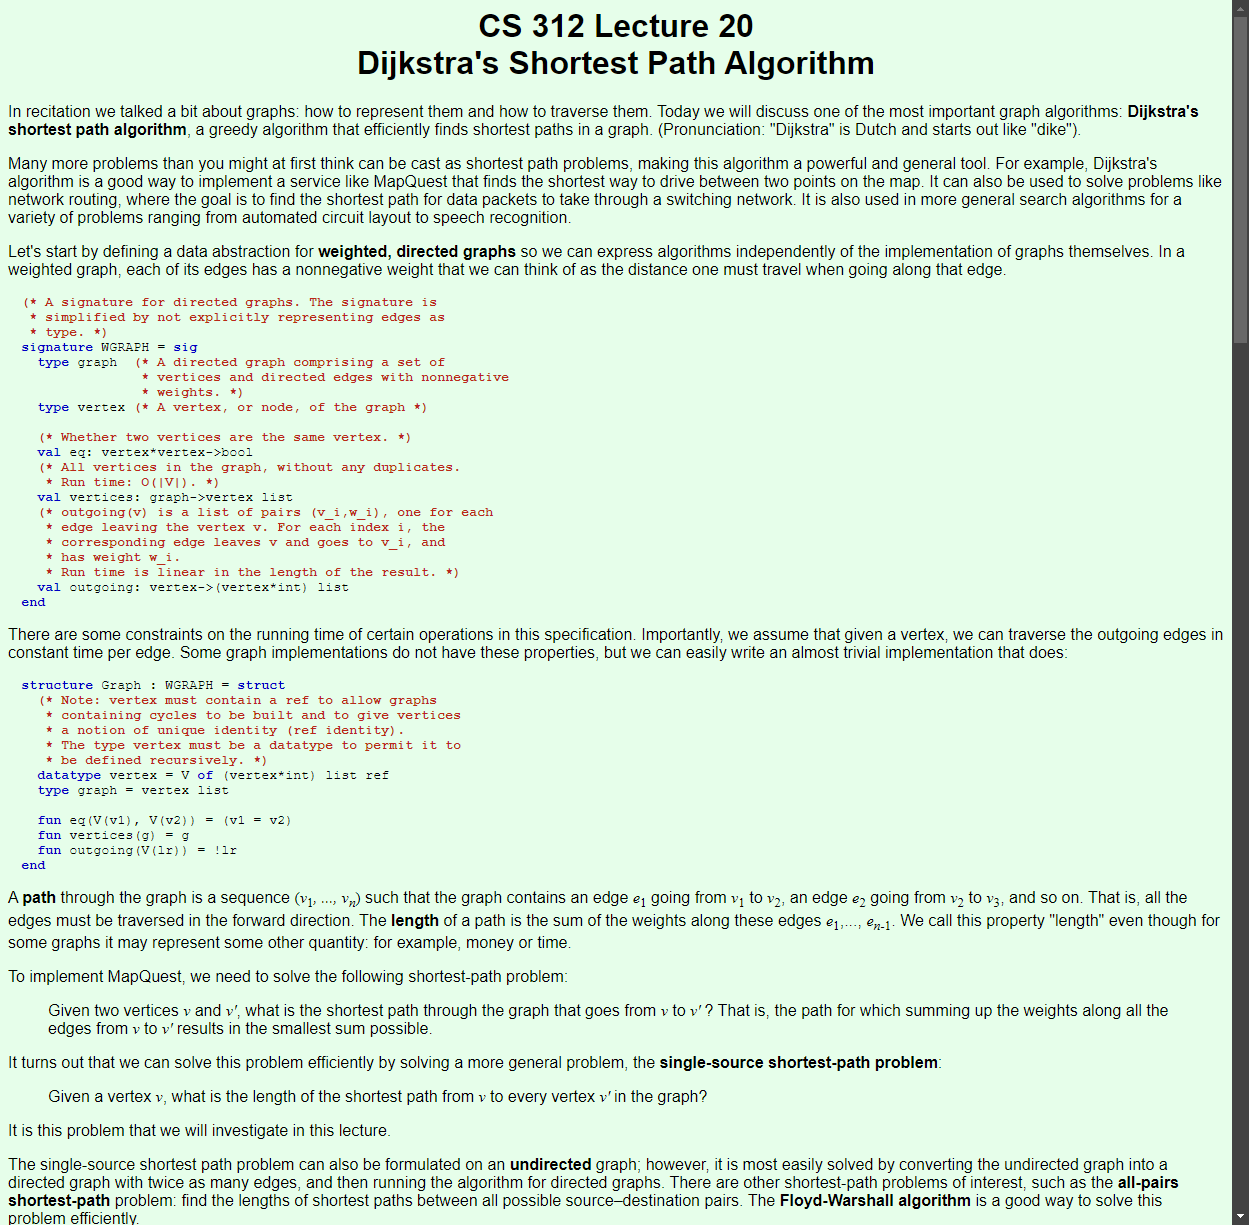 CS 312 Lecture 20
Dijkstra's Shortest Path Algorithm
In recitation we talked a bit about graphs: how to represent them and how to traverse them. Today we will discuss one of the most important graph algorithms: Dijkstra's
shortest path algorithm, a greedy algorithm that efficiently finds shortest paths in a graph. (Pronunciation: "Dijkstra" is Dutch and starts out like "dike").
Many more problems than you might at first think can be cast as shortest path problems, making this algorithm a powerful and general tool. For example, Dijkstra's
algorithm is a good way to implement a service like MapQuest that finds the shortest way to drive between two points on the map. It can also be used to solve problems like
network routing, where the goal is to find the shortest path for data packets to take through a switching network. It is also used in more general search algorithms for a
variety of problems ranging from automated circuit layout to speech recognition.
Let's start by defining a data abstraction for weighted, directed graphs so we can express algorithms independently of the implementation of graphs themselves. In a
weighted graph, each of its edges has a nonnegative weight that we can think of as the distance one must travel when going along that edge.
(* A signature for directed graphs. The signature is
* simplified by not explicitly representing edges as
* type. *)
signature WGRAPH = sig
type graph (* A directed graph comprising a set of
* vertices and directed edges with nonnegative
* weights. *)
type vertex (* A vertex, or node, of the graph *)
(* Whether two vertices are the same vertex. *)
val eq: vertex*vertex->bool
(* All vertices in the graph, without any duplicates.
* Run time: O(|V|). *)
val vertices: graph->vertex list
(* outgoing(v) is a list of pairs (v_i,w_i), one for each
* edge leaving the vertex v. For each index i, the
* corresponding edge leaves v and goes to v_i, and
* has weight w_i.
* Run time is linear in the length of the result. *)
val outgoing: vertex->(vertex*int) list
end
There are some constraints on the running time of certain operations in this specification. Importantly, we assume that given a vertex, we can traverse the outgoing edges in
constant time per edge. Some graph implementations do not have these properties, but we can easily write an almost trivial implementation that does:
structure Graph : WGRAPH = struct
(* Note: vertex must contain a ref to allow graphs
* containing cycles to be built and to give vertices
* a notion of unique identity (ref identity).
* The type vertex must be a datatype to permit it to
* be defined recursively. *)
datatype vertex = V of (vertex*int) list ref
type graph = vertex list
fun eq(V(v1), V(v2)) = (v1 = v2)
fun vertices(g) = g
fun outgoing(V(lr)) = !lr
end
A path through the graph is a sequence (v1, ..., vn) such that the graph contains an edge e1 going from v1 to v2, an edge e2 going from v2 to v3, and so on. That is, all the
edges must be traversed in the forward direction. The length of a path is the sum of the weights along these edges e1,..., en-1. We call this property "length" even though for
some graphs it may represent some other quantity: for example, money or time.
To implement MapQuest, we need to solve the following shortest-path problem:
Given two vertices v and v', what is the shortest path through the graph that goes from v to v' ? That is, the path for which summing up the weights along all the
edges from v to v' results in the smallest sum possible.
It turns out that we can solve this problem efficiently by solving a more general problem, the single-source shortest-path problem:
Given a vertex v, what is the length of the shortest path from v to every vertex v' in the graph?
It is this problem that we will investigate in this lecture.
The single-source shortest path problem can also be formulated on an undirected graph; however, it is most easily solved by converting the undirected graph into a
directed graph with twice as many edges, and then running the algorithm for directed graphs. There are other shortest-path problems of interest, such as the all-pairs
shortest-path problem: find the lengths of shortest paths between all possible source–destination pairs. The Floyd-Warshall algorithm is a good way to solve this
problem efficiently.